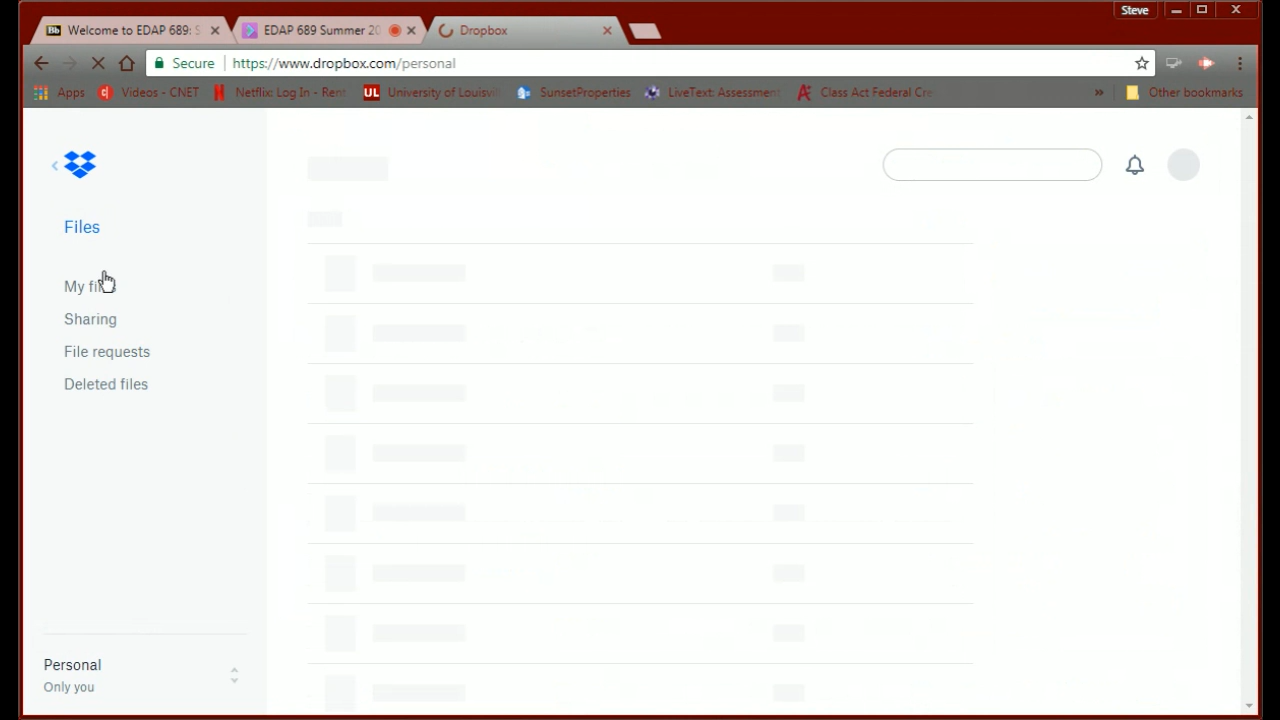 Steve
Bb Welcome to EDAP 689: S
EDAP 689 Summer 20
Dropbox
Secure https://www.dropbox.com/personal
Apps Videos - CNET Netflix: Log In - Rent UL University of Louisvi SunsetProperties LiveText: Assessment Class Act Federal Cre » Other bookmarks
Files
My fi
Sharing
File requests
Deleted files
Personal
Only you